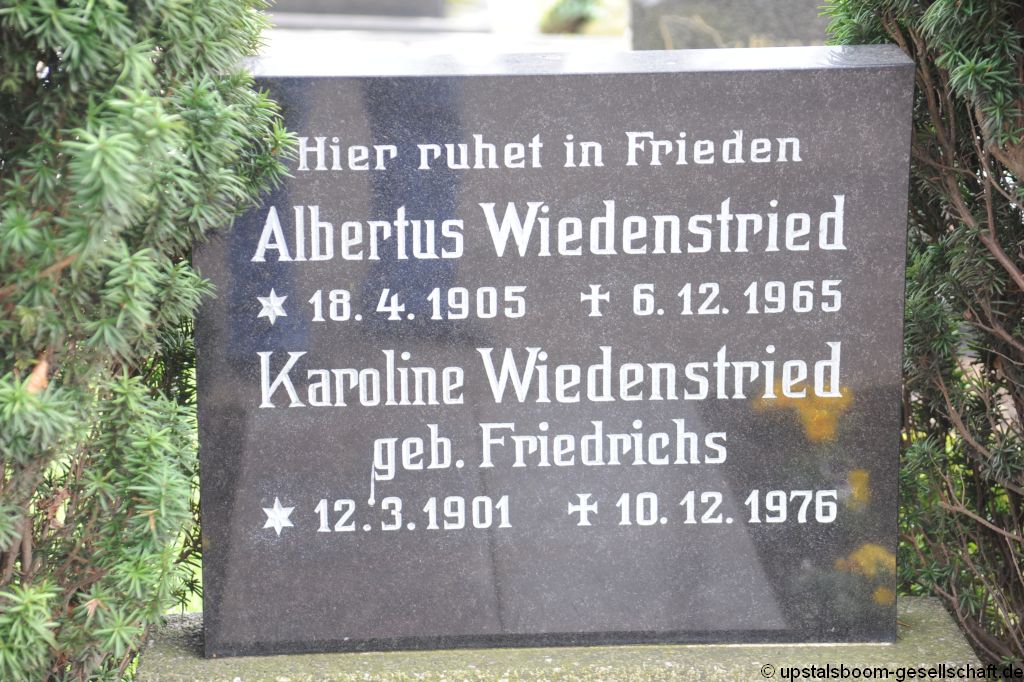 Hier ruhet in Frieden
Albertus Wiedenstried
* 18. 4. 1905 † 6. 12. 1965
Karoline Wiedenstried
geb. Friedrichs
* 12. 3. 1901 † 10. 12. 1976
© upstalsboom-gesellschaft.de